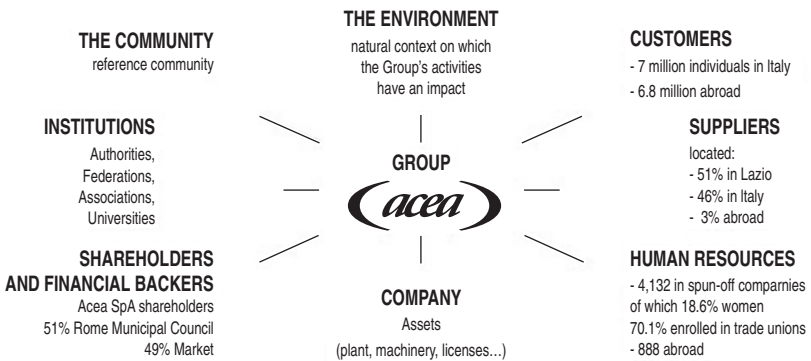 THE ENVIRONMENT
natural context on which
the Group's activities
have an impact
THE COMMUNITY
reference community
CUSTOMERS
- 7 million individuals in Italy
- 6.8 million abroad
INSTITUTIONS
Authorities,
Federations,
Associations,
Universities
GROUP
acea
SUPPLIERS
located:
- 51% in Lazio
- 46% in Italy
- 3% abroad
SHAREHOLDERS
AND FINANCIAL BACKERS
Acea SpA shareholders
51% Rome Municipal Council
49% Market
COMPANY
Assets
(plant, machinery, licenses…)
HUMAN RESOURCES
- 4,132 in spun-off comparnies
of which 18.6% women
70.1% enrolled in trade unions
- 888 abroad